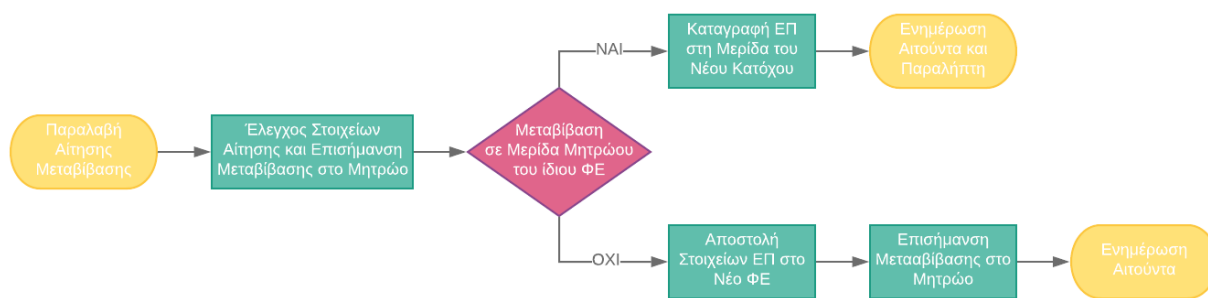 Παραλαβή
Αίτησης
Μεταβίβασης
Έλεγχος Στοιχείων
Αίτησης και Επισήμανση
Μεταβίβασης στο Μητρώο
Μεταβίβαση
σε Μερίδα Μητρώου
του ίδιου ΦΕ
ΝΑΙ
Καταγραφή ΕΠ
στη Μερίδα του
Νέου Κατόχου
Ενημέρωση
Αιτούντα και
Παραλήπτη
ΟΧΙ
Αποστολή
Στοιχείων ΕΠ στο
Νέο ΦΕ
Επισήμανση
Μετααβίβασης στο
Μητρώο
Ενημέρωση
Αιτούντα